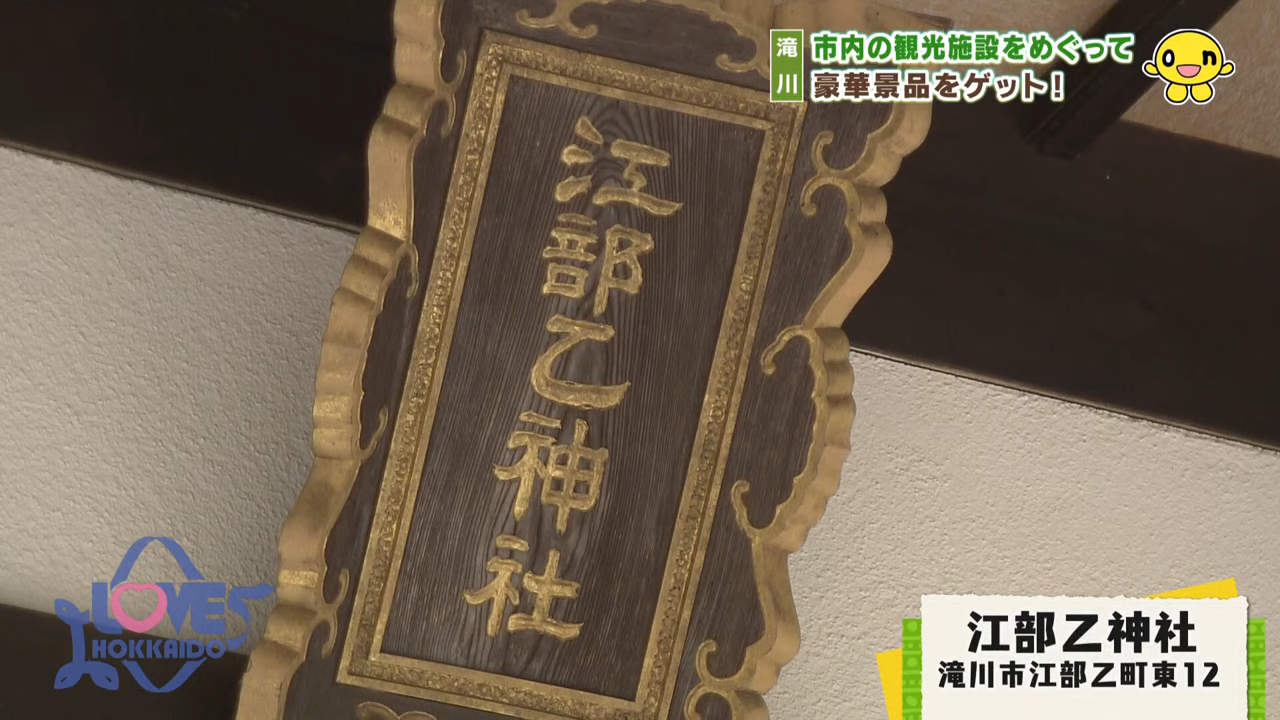 滝川
市内の観光施設をめぐって
豪華景品をゲット!
on
江部乙神社
LOVES
HOKKAIDO
江部乙神社
滝川市江部乙町東12